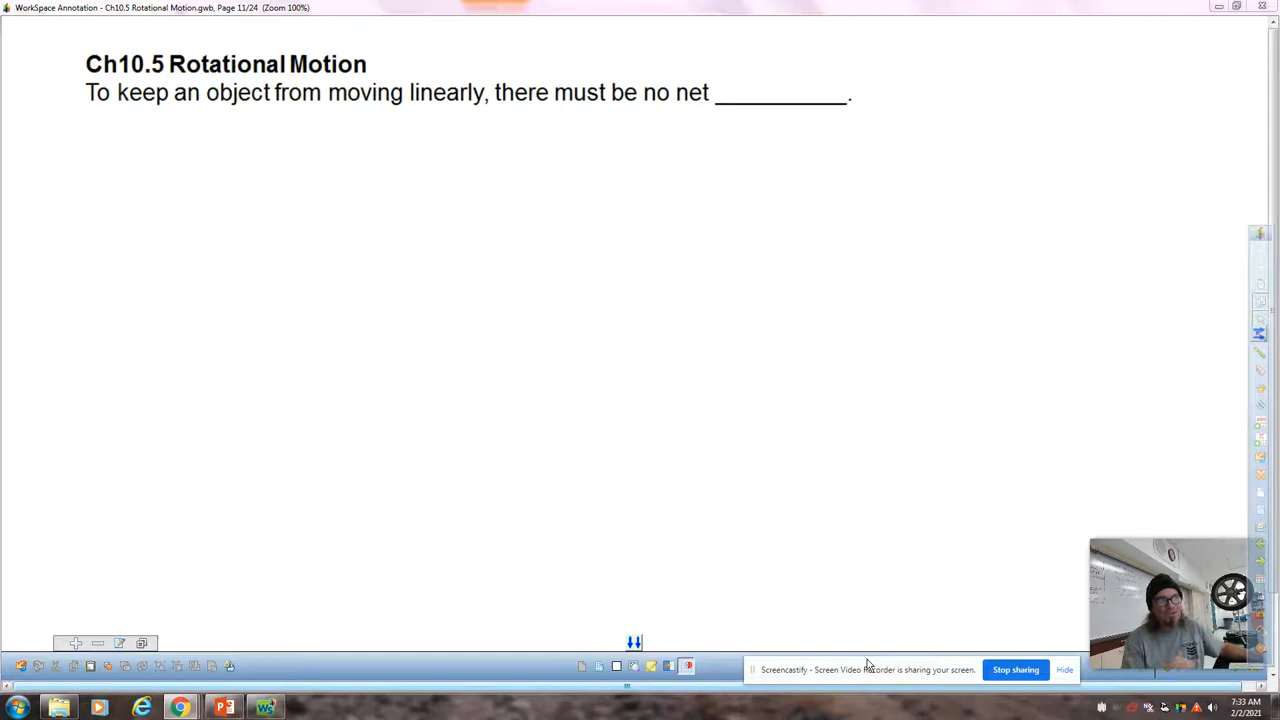 WorkSpace Annotation - Ch10.5 Rotational Motion.gwb, Page 11/24 (Zoom 100%)
Ch10.5 Rotational Motion
To keep an object from moving linearly, there must be no net __________.
Screencastify - Screen Video Recorder is sharing your screen.
Stop sharing
Hide
7:33 AM
2/2/2021